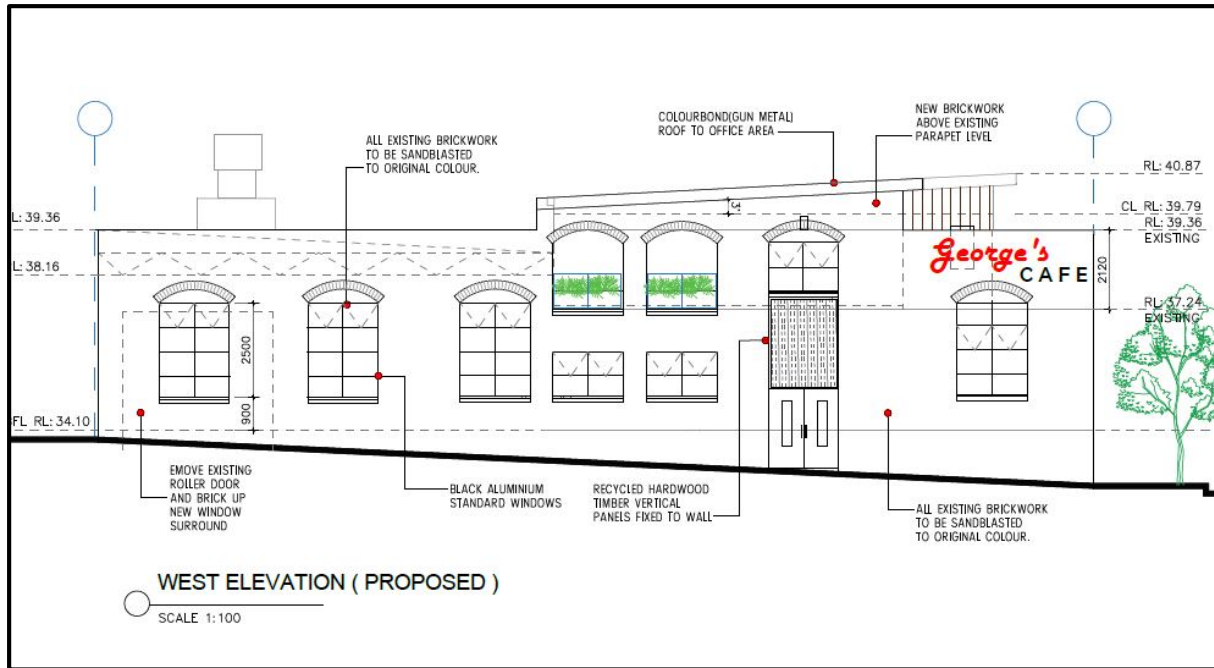 COLOURBOND(GUN METAL)
ROOF TO OFFICE AREA
NEW BRICKWORK
ABOVE EXISTING
PARAPET LEVEL
ALL EXISTING BRICKWORK
TO BE SANDBLASTED
TO ORIGINAL COLOUR.
RL: 40.87
L: 39.36
3°
CL RL: 39.79
RL: 39.36
EXISTING
L: 38.16
George's
CAFE
2120
RL: 37.24
EXISTING
2500
900
FL RL: 34.10
EMOVE EXISTING
ROLLER DOOR
AND BRICK UP
NEW WINDOW
SURROUND
BLACK ALUMINIUM
STANDARD WINDOWS
RECYCLED HARDWOOD
TIMBER VERTICAL
PANELS FIXED TO WALL
ALL EXISTING BRICKWORK
TO BE SANDBLASTED
TO ORIGINAL COLOUR.
WEST ELEVATION ( PROPOSED )
SCALE 1:100